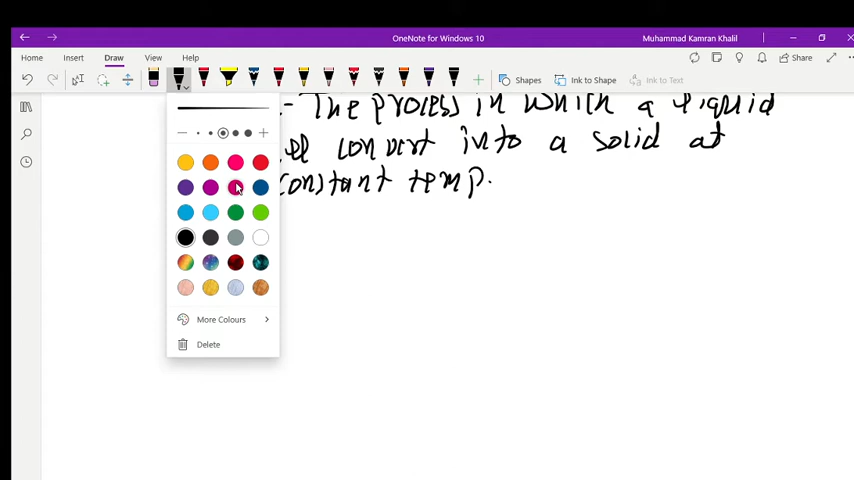 OneNote for Windows 10
Muhammad Kamran Khalil
Home Insert Draw View Help
Share
Shapes Ink to Shape Ink to Text
:- The process in which a liquid
convert into a solid at
constant temp.
More Colours
Delete